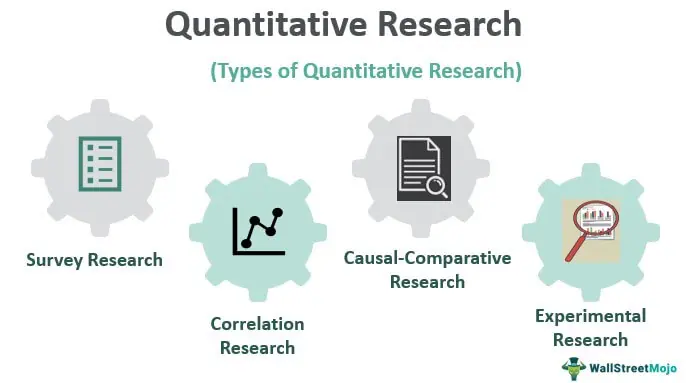 Quantitative Research
(Types of Quantitative Research)
Survey Research
Correlation
Research
Causal-Comparative
Research
Experimental
Research
WallStreetMojo